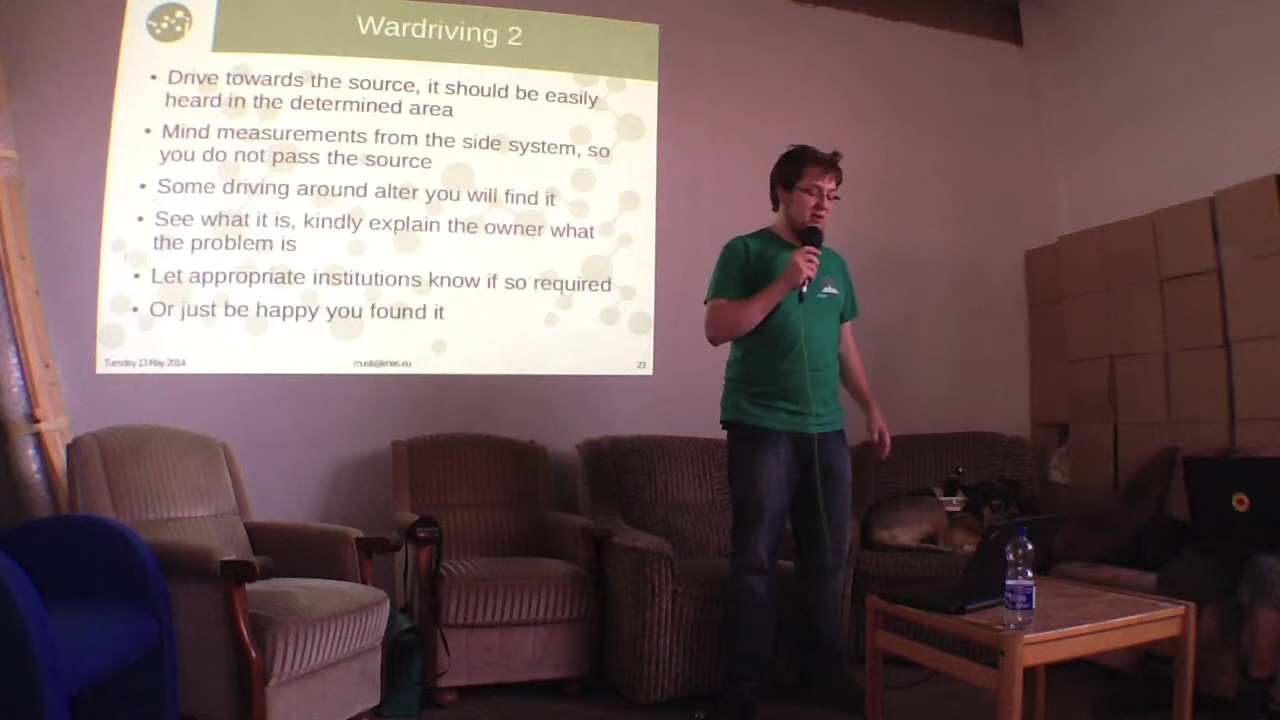 Wardriving 2
• Drive towards the source, it should be easily
heard in the determined area
• Mind measurements from the side system, so
you do not pass the source
• Some driving around alter you will find it
• See what it is, kindly explain the owner what
the problem is
• Let appropriate institutions know if so required
• Or just be happy you found it
Tuesday 13 May 2014
23